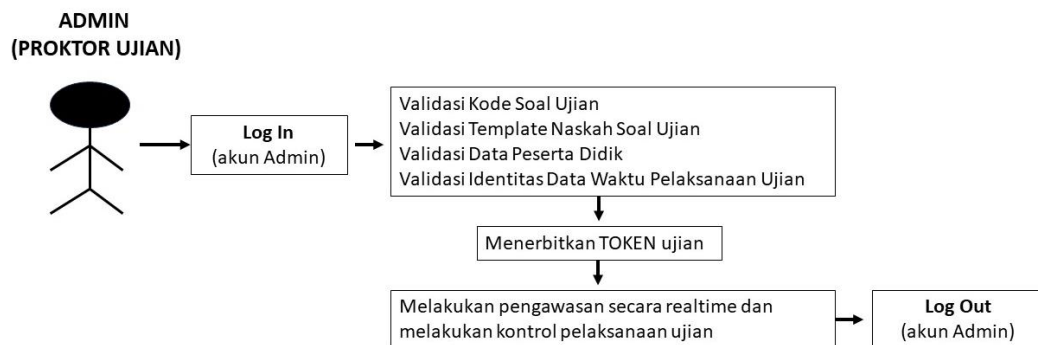 ADMIN
(PROKTOR UJIAN)
Log In
(akun Admin)
Validasi Kode Soal Ujian
Validasi Template Naskah Soal Ujian
Validasi Data Peserta Didik
Validasi Identitas Data Waktu Pelaksanaan Ujian
Menerbitkan TOKEN ujian
Melakukan pengawasan secara realtime dan
melakukan kontrol pelaksanaan ujian
Log Out
(akun Admin)